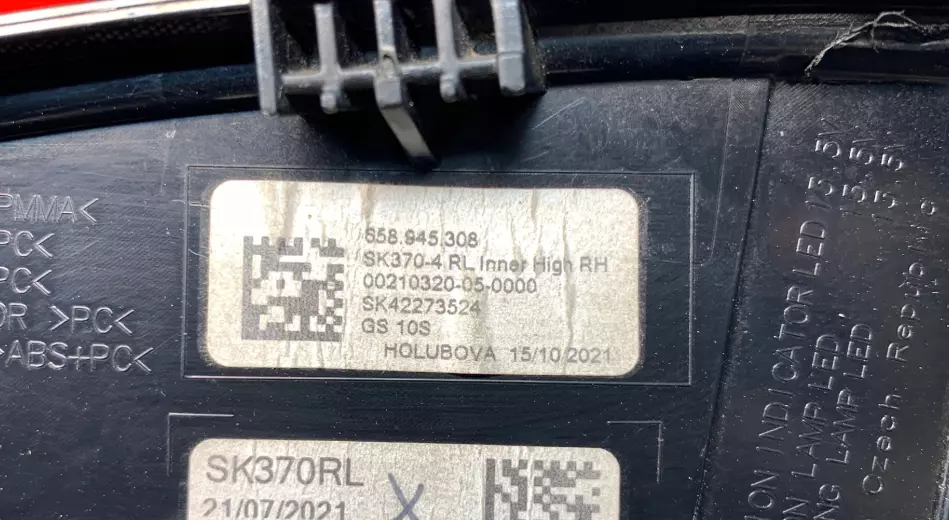 PMMA<
PC<
PC<
OR >PC<
>ABS+PC<
658.945.308
SK370-4 RL Inner High RH
00210320-05-0000
SK42273524
GS 10S
HOLUBOVA 15/10/2021
SK370RL
21/07/2021
X
ION INDICATOR LED 13,5V
LAMP LED 13,5V
LAMP LED 13,5V
Czech Republic